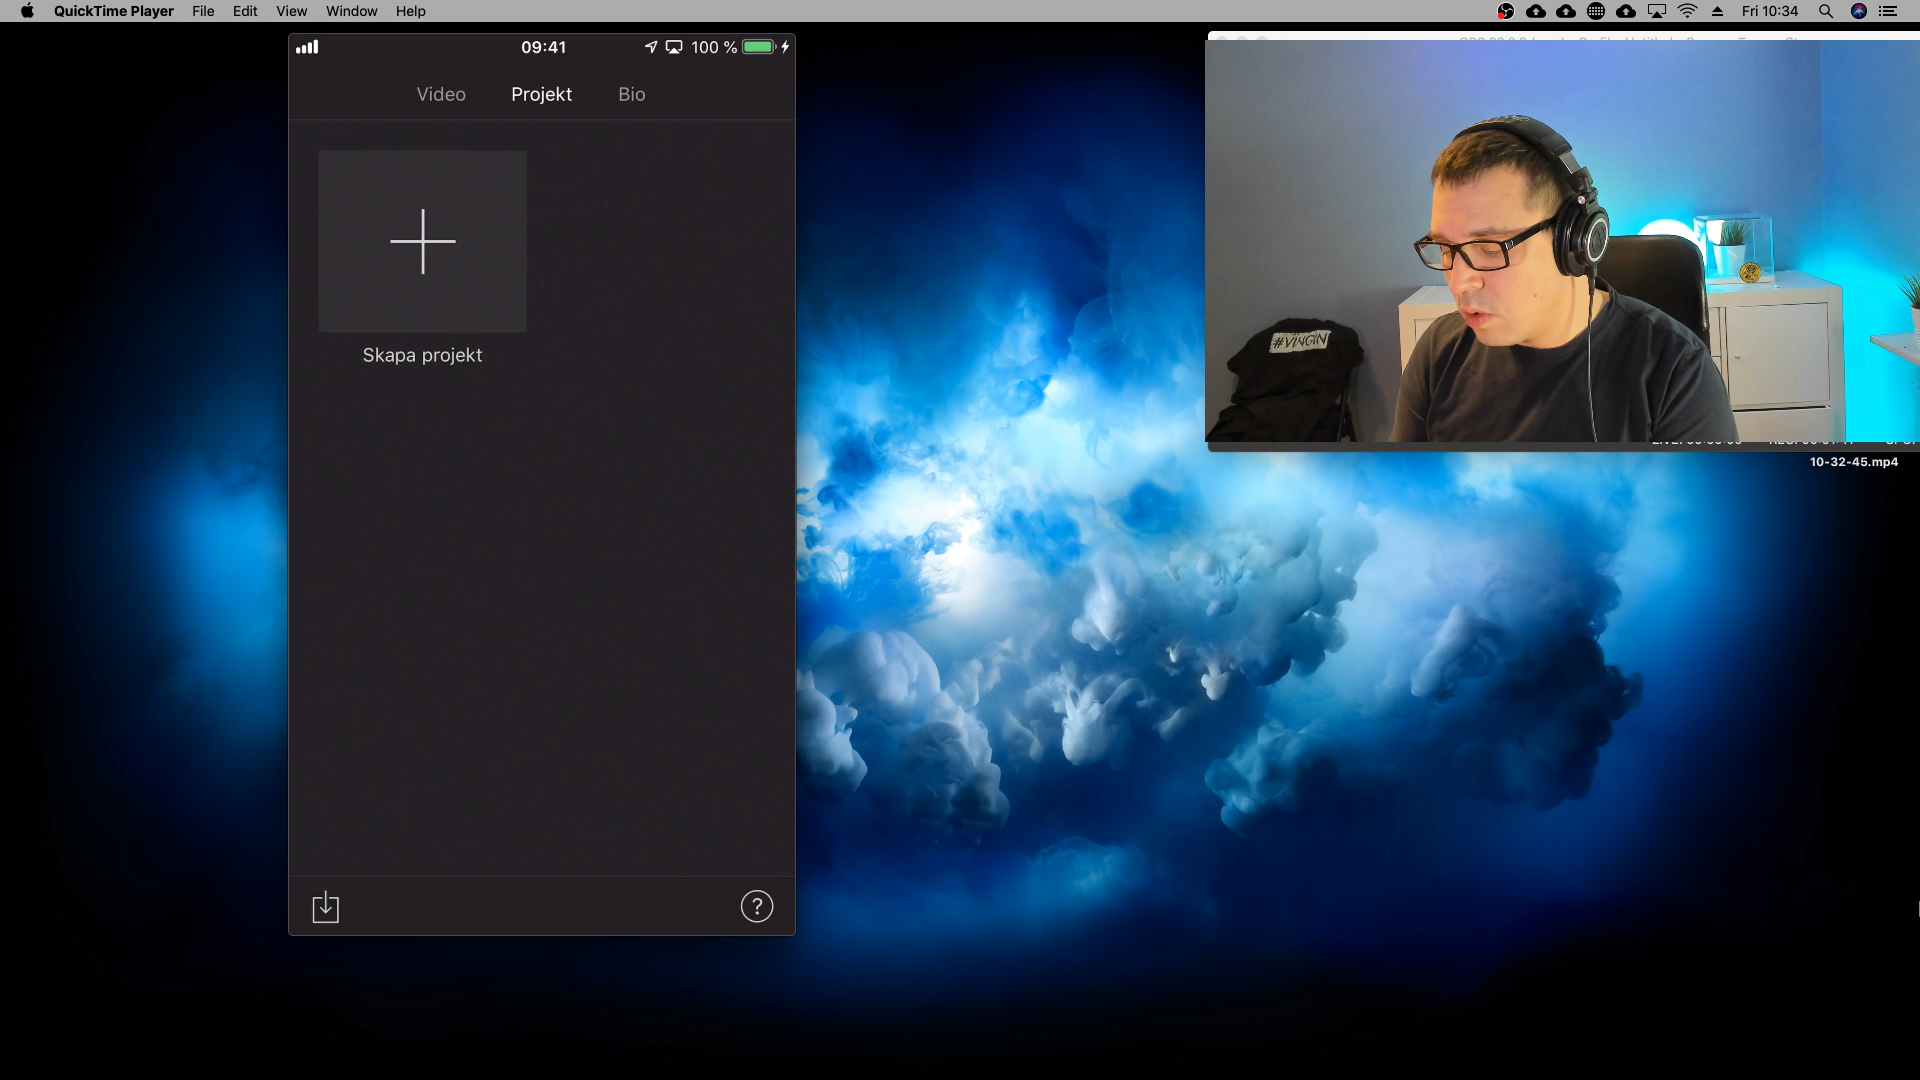 QuickTime Player File Edit View Window Help
Fri 10:34
09:41
100 %
Video Projekt Bio
Skapa projekt
?
#VINGIN
10-32-45.mp4